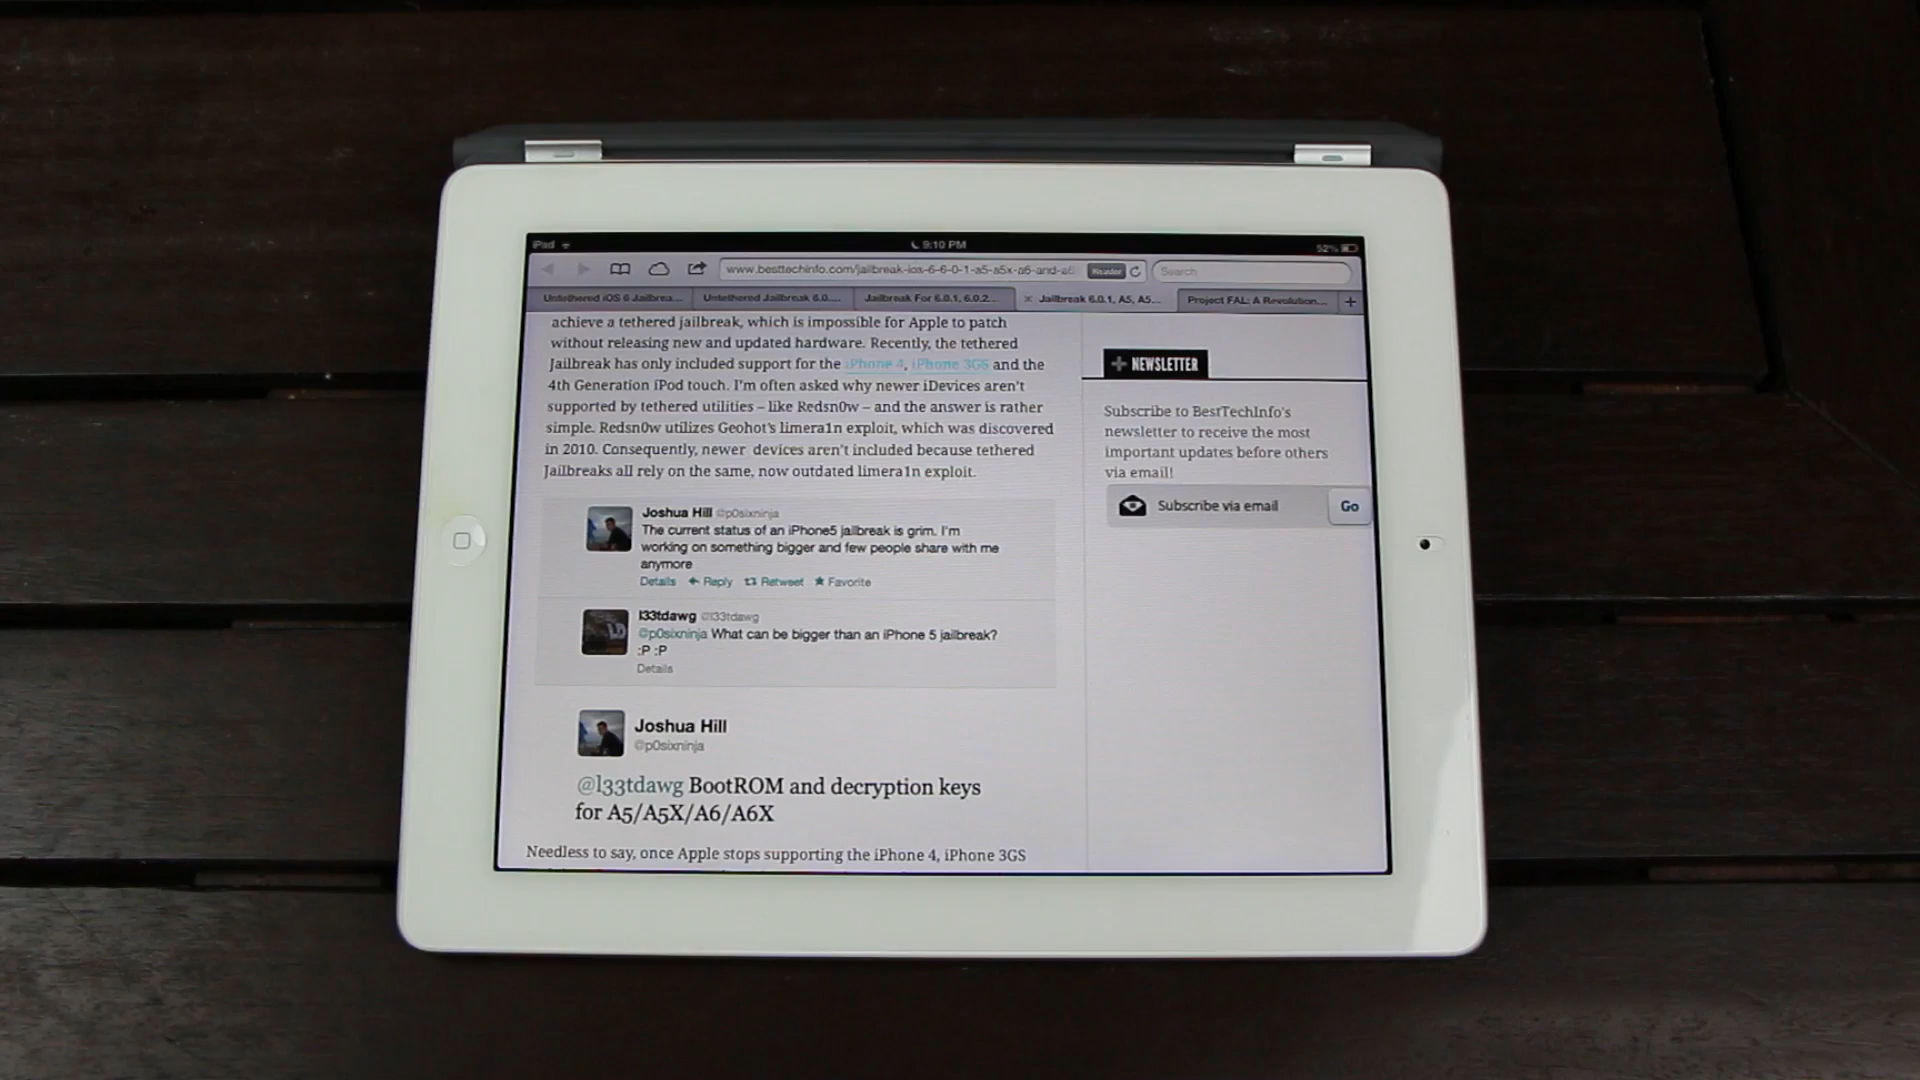 iPad 9:10 PM 52%
www.besttechinfo.com/jailbreak-ios-6-6-0-1-a5-a5x-a6-and-a6 Reader Search
Untethered iOS 6 Jailbrea... Untethered Jailbreak 6.0.... Jailbreak For 6.0.1, 6.0.2... Jailbreak 6.0.1, A5, A5... Project FAL: A Revolution...
achieve a tethered jailbreak, which is impossible for Apple to patch
without releasing new and updated hardware. Recently, the tethered
Jailbreak has only included support for the iPhone 4, iPhone 3GS and the
4th Generation iPod touch. I'm often asked why newer iDevices aren't
supported by tethered utilities – like Redsn0w – and the answer is rather
simple. Redsn0w utilizes Geohot's limera1n exploit, which was discovered
in 2010. Consequently, newer devices aren't included because tethered
Jailbreaks all rely on the same, now outdated limera1n exploit.
Joshua Hill @p0sixninja
The current status of an iPhone5 jailbreak is grim. I'm
working on something bigger and few people share with me
anymore
Details Reply Retweet Favorite
l33tdawg @l33tdawg
@p0sixninja What can be bigger than an iPhone 5 jailbreak?
:P :P
Details
Joshua Hill
@p0sixninja
@l33tdawg BootROM and decryption keys
for A5/A5X/A6/A6X
Needless to say, once Apple stops supporting the iPhone 4, iPhone 3GS
+ NEWSLETTER
Subscribe to BestTechInfo's
newsletter to receive the most
important updates before others
via email!
Subscribe via email Go